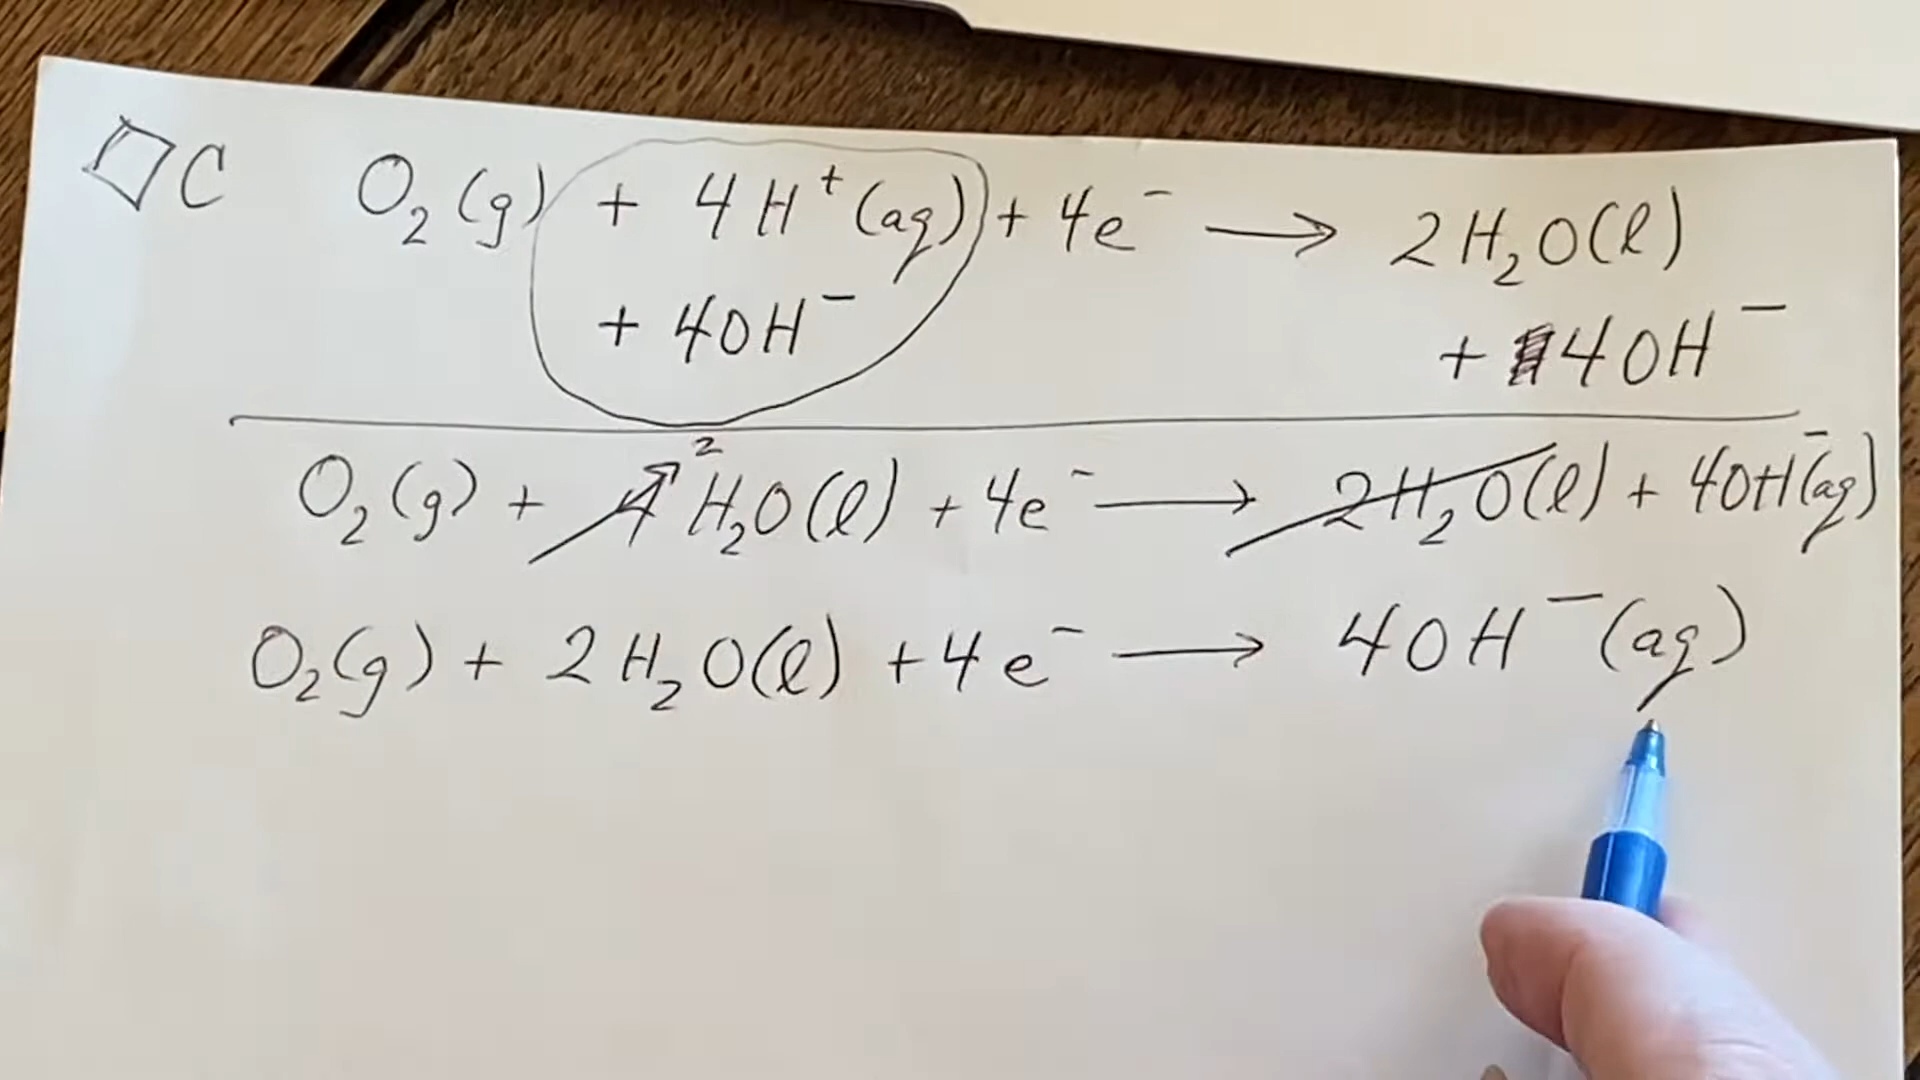 C O₂(g) + 4H⁺(aq) + 4e⁻ → 2H₂O(l)
+ 4OH⁻ + 4OH⁻
O₂(g) + 4 2 H₂O(l) + 4e⁻ → 2H₂O(l) + 4OH⁻(aq)
O₂(g) + 2H₂O(l) + 4e⁻ → 4OH⁻(aq)